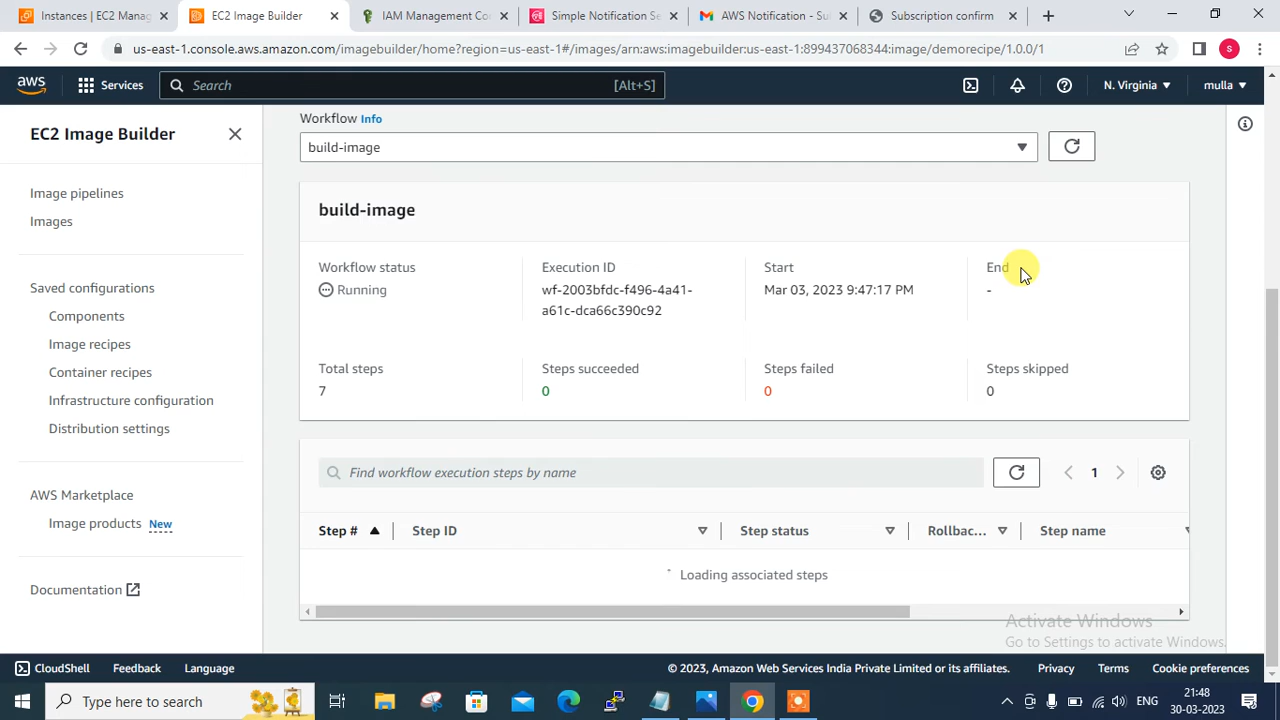 Instances | EC2 Manag
EC2 Image Builder
IAM Management Co
Simple Notification Se
AWS Notification - Su
Subscription confirm
us-east-1.console.aws.amazon.com/imagebuilder/home?region=us-east-1#/images/arn:aws:imagebuilder:us-east-1:899437068344:image/demorecipe/1.0.0/1
S
aws
Services
Search
[Alt+S]
N. Virginia
mulla
EC2 Image Builder
Image pipelines
Images
Saved configurations
Components
Image recipes
Container recipes
Infrastructure configuration
Distribution settings
AWS Marketplace
Image products New
Documentation
Workflow Info
build-image
build-image
Workflow status
Running
Execution ID
wf-2003bfdc-f496-4a41-
a61c-dca66c390c92
Start
Mar 03, 2023 9:47:17 PM
End
-
Total steps
7
Steps succeeded
0
Steps failed
0
Steps skipped
0
Find workflow execution steps by name
1
Step #
Step ID
Step status
Rollbac...
Step name
Loading associated steps
Activate Windows
Go to Settings to activate Windows.
CloudShell
Feedback
Language
© 2023, Amazon Web Services India Private Limited or its affiliates.
Privacy
Terms
Cookie preferences
Type here to search
ENG
21:48
30-03-2023